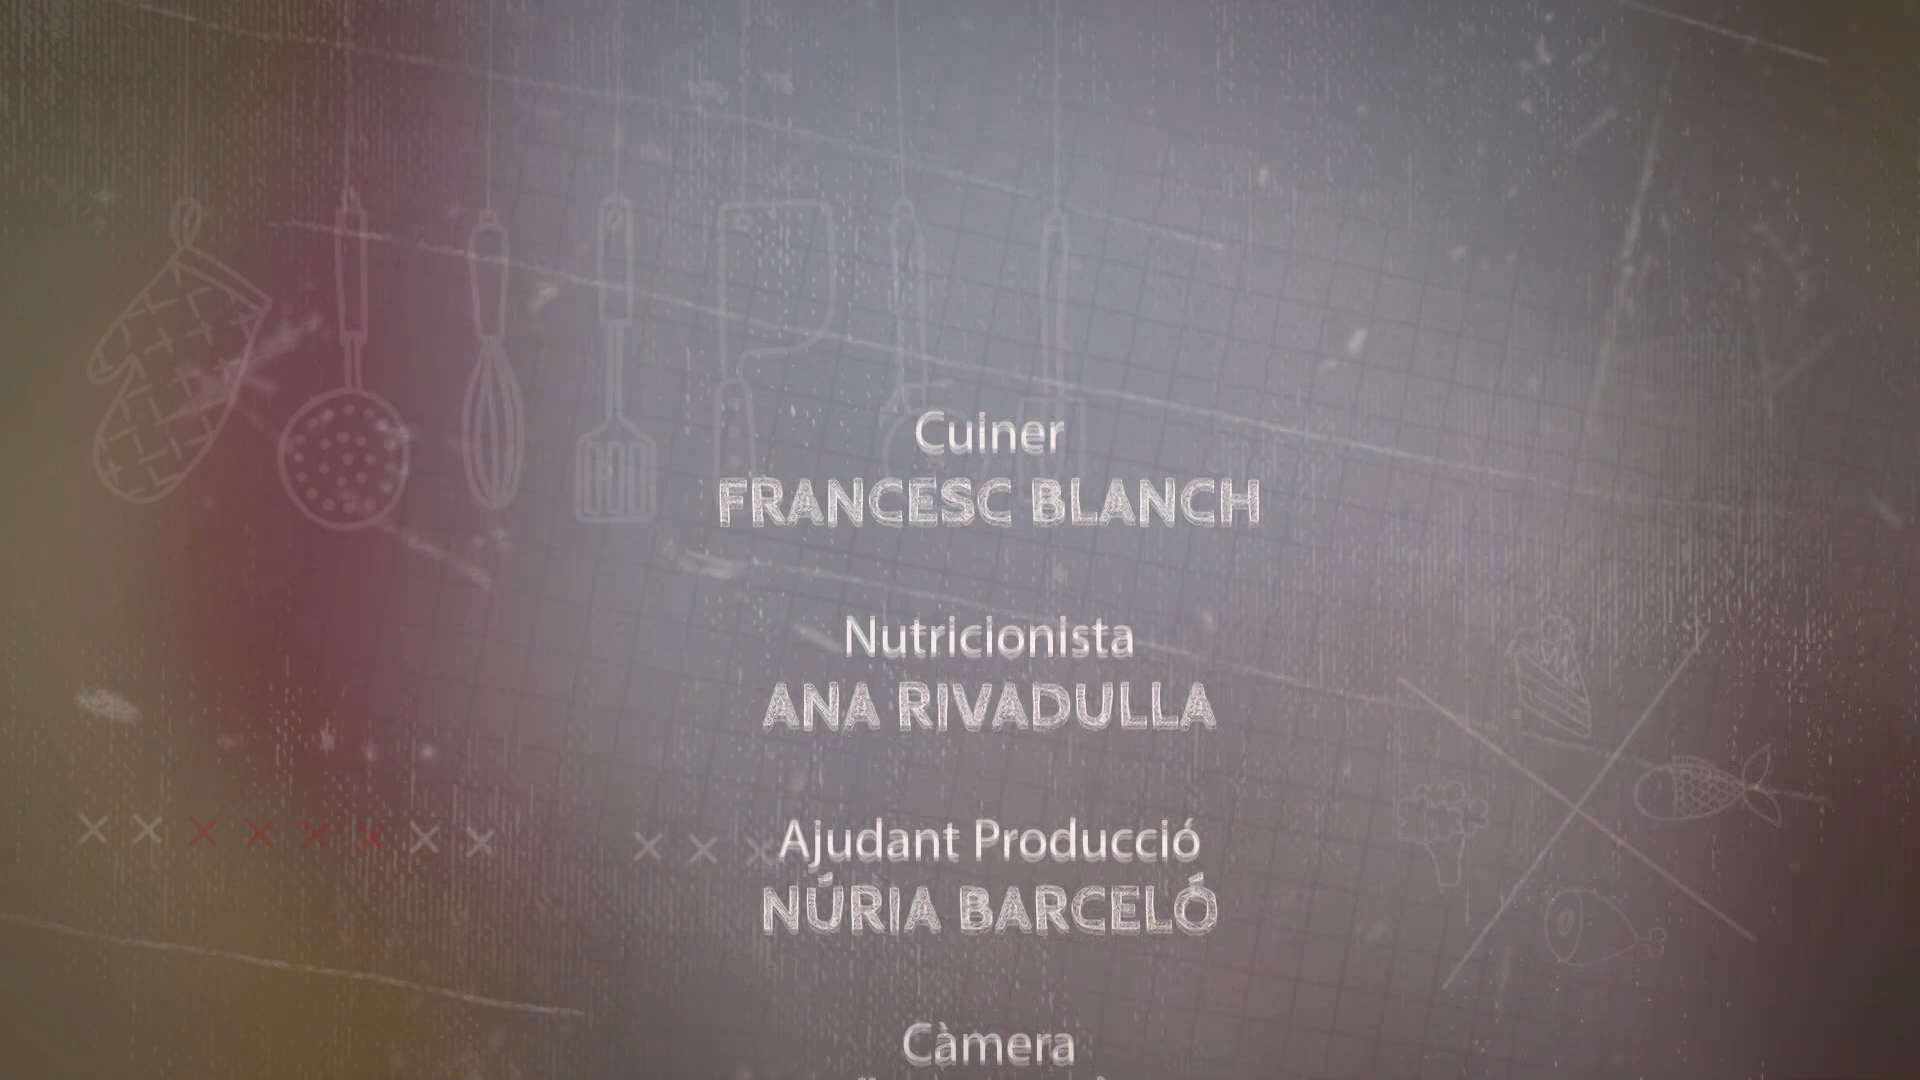 Cuiner
FRANCESC BLANCH
Nutricionista
ANA RIVADULLA
Ajudant Producció
NÚRIA BARCELÓ
Càmera